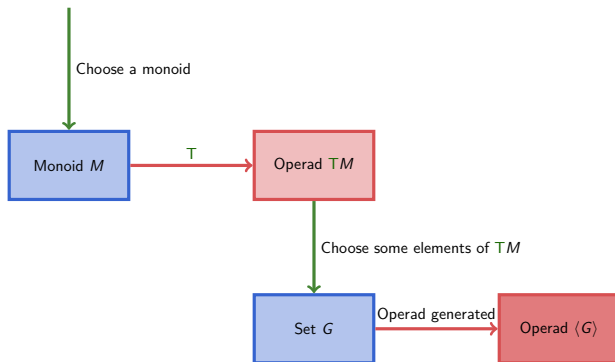 Choose a monoid
Monoid M
T
Operad TM
Choose some elements of TM
Set G
Operad generated
Operad ⟨G⟩